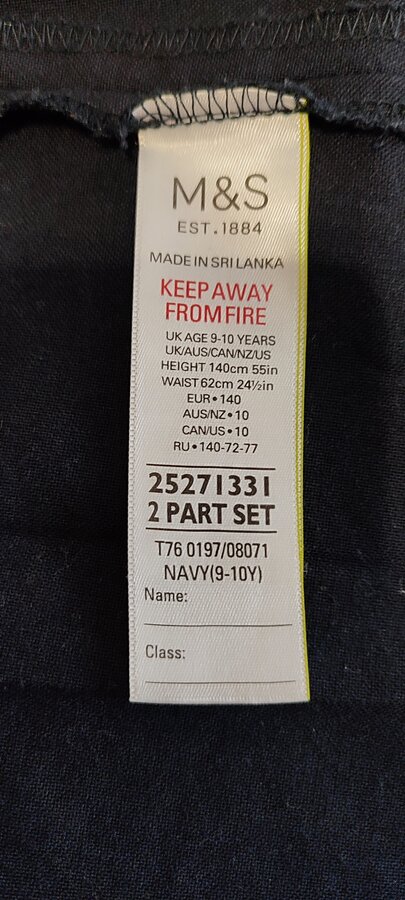 M&S
EST.1884
MADE IN SRI LANKA
KEEP AWAY
FROM FIRE
UK AGE 9-10 YEARS
UK/AUS/CAN/NZ/US
HEIGHT 140cm 55in
WAIST 62cm 24½in
EUR•140
AUS/NZ•10
CAN/US•10
RU•140-72-77
25271331
2 PART SET
T76 0197/08071
NAVY(9-10Y)
Name:
Class: